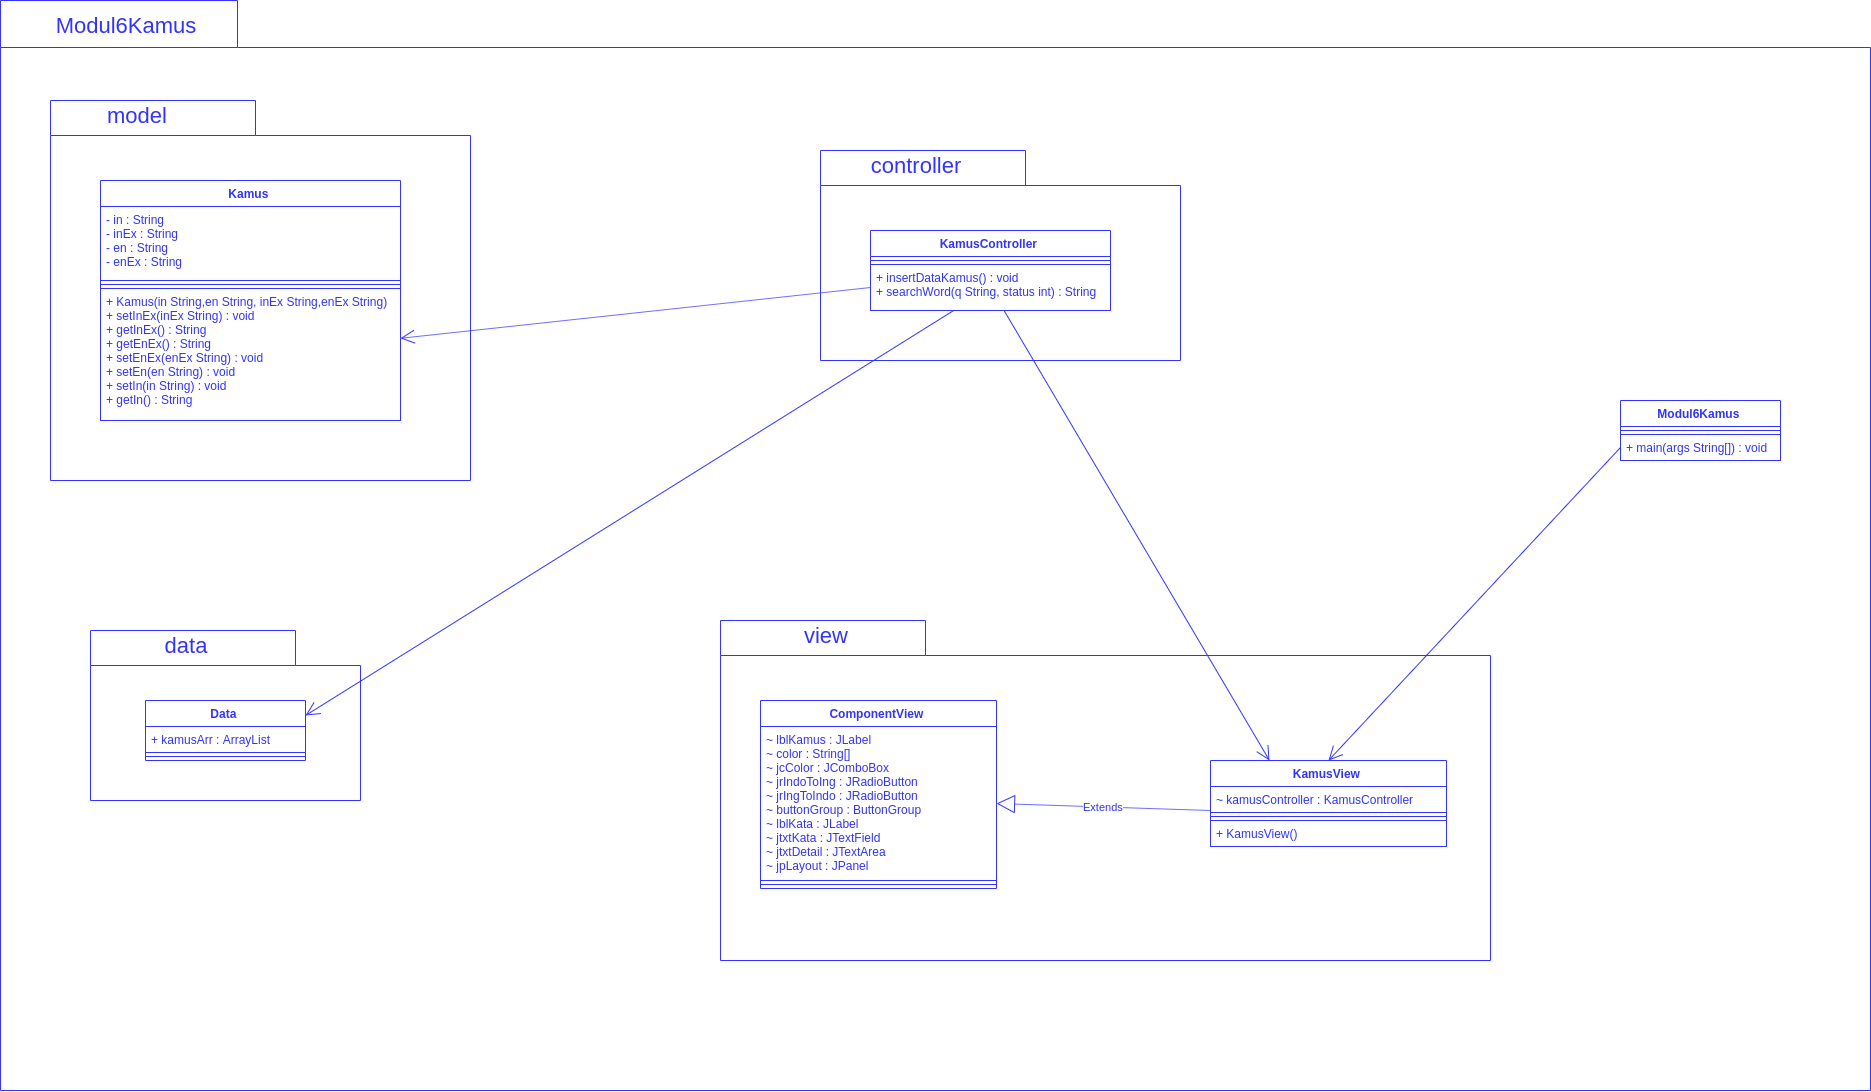 Modul6Kamus
model
Kamus
- in : String
- inEx : String
- en : String
- enEx : String
+ Kamus(in String,en String, inEx String,enEx String)
+ setInEx(inEx String) : void
+ getInEx() : String
+ getEnEx() : String
+ setEnEx(enEx String) : void
+ setEn(en String) : void
+ setIn(in String) : void
+ getIn() : String
controller
KamusController
+ insertDataKamus() : void
+ searchWord(q String, status int) : String
Modul6Kamus
+ main(args String[]) : void
data
Data
+ kamusArr : ArrayList
view
ComponentView
~ lblKamus : JLabel
~ color : String[]
~ jcColor : JComboBox
~ jrIndoToIng : JRadioButton
~ jrIngToIndo : JRadioButton
~ buttonGroup : ButtonGroup
~ lblKata : JLabel
~ jtxtKata : JTextField
~ jtxtDetail : JTextArea
~ jpLayout : JPanel
Extends
KamusView
~ kamusController : KamusController
+ KamusView()